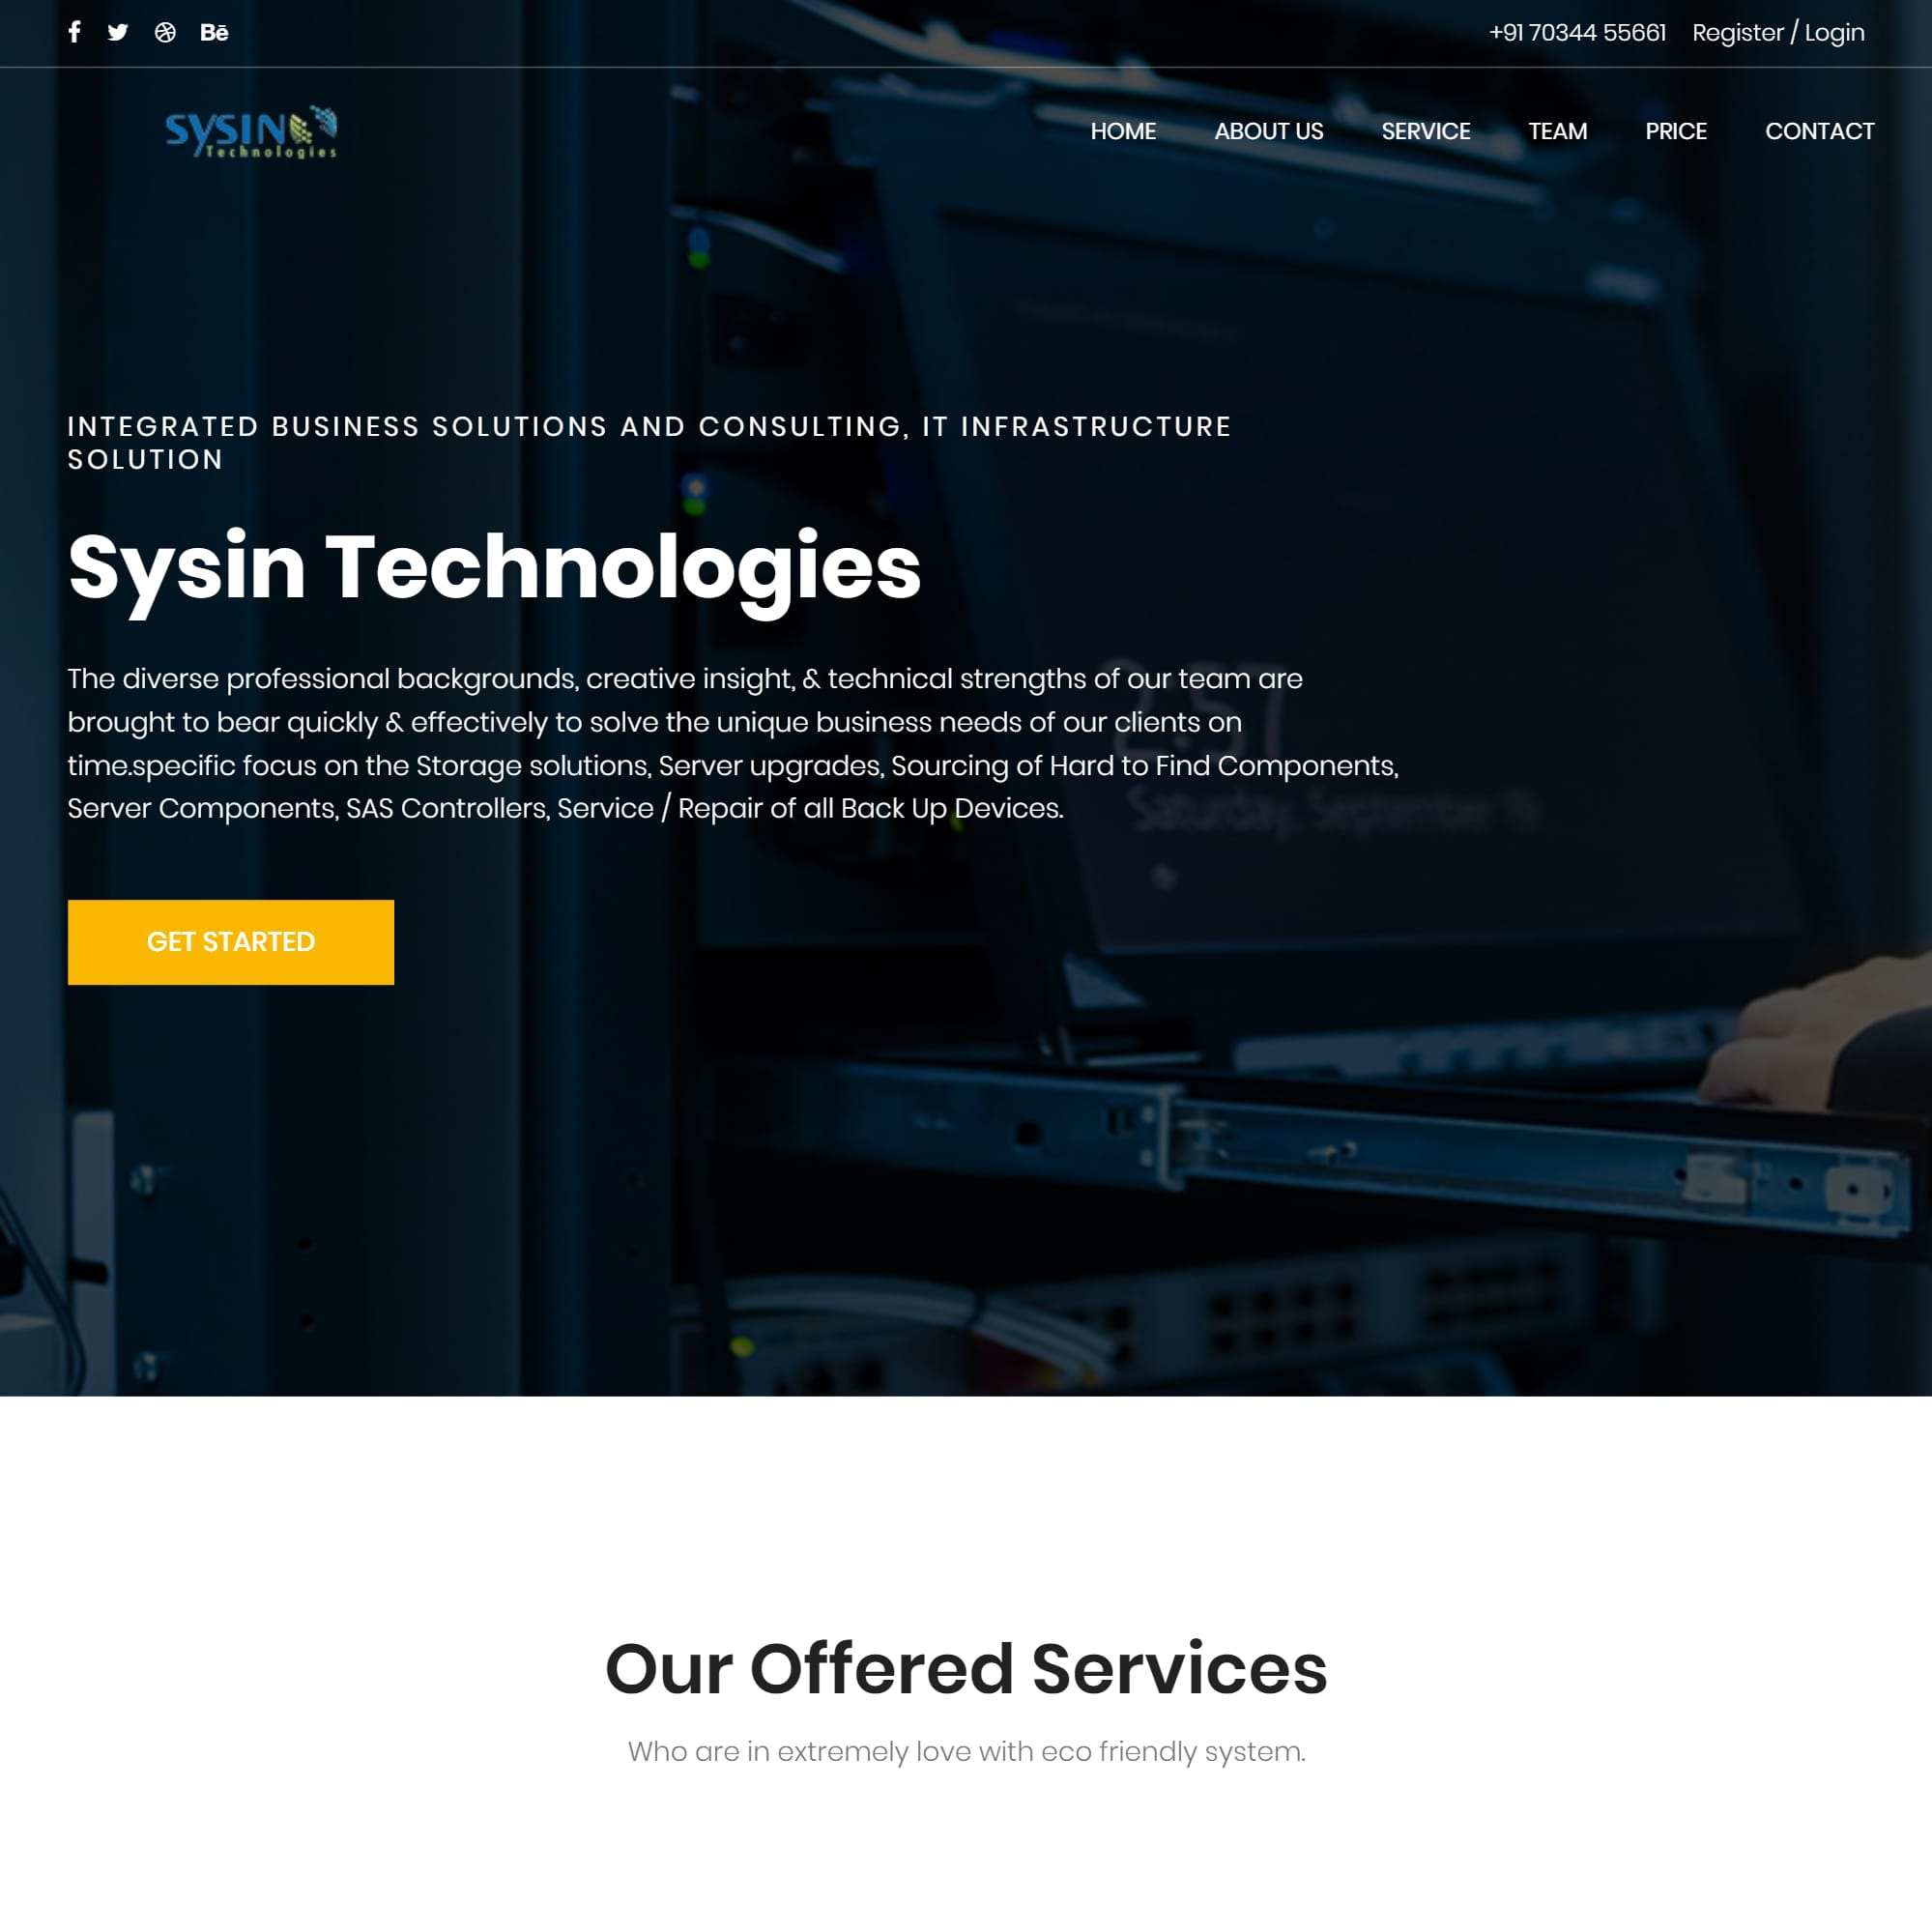 +91 70344 55661 Register / Login
SYSIN
Technologies
HOME ABOUT US SERVICE TEAM PRICE CONTACT
INTEGRATED BUSINESS SOLUTIONS AND CONSULTING, IT INFRASTRUCTURE
SOLUTION
Sysin Technologies
The diverse professional backgrounds, creative insight, & technical strengths of our team are
brought to bear quickly & effectively to solve the unique business needs of our clients on
time.specific focus on the Storage solutions, Server upgrades, Sourcing of Hard to Find Components,
Server Components, SAS Controllers, Service / Repair of all Back Up Devices.
2:57
Saturday, September
GET STARTED
Our Offered Services
Who are in extremely love with eco friendly system.